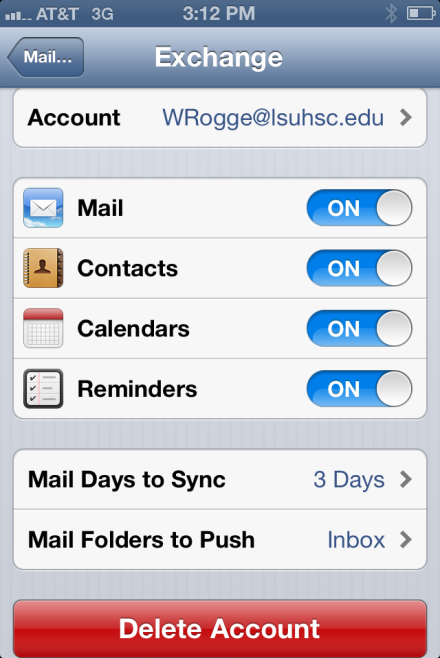 AT&T 3G 3:12 PM
Mail... Exchange
Account WRogge@lsuhsc.edu
Mail ON
Contacts ON
Calendars ON
Reminders ON
Mail Days to Sync 3 Days
Mail Folders to Push Inbox
Delete Account